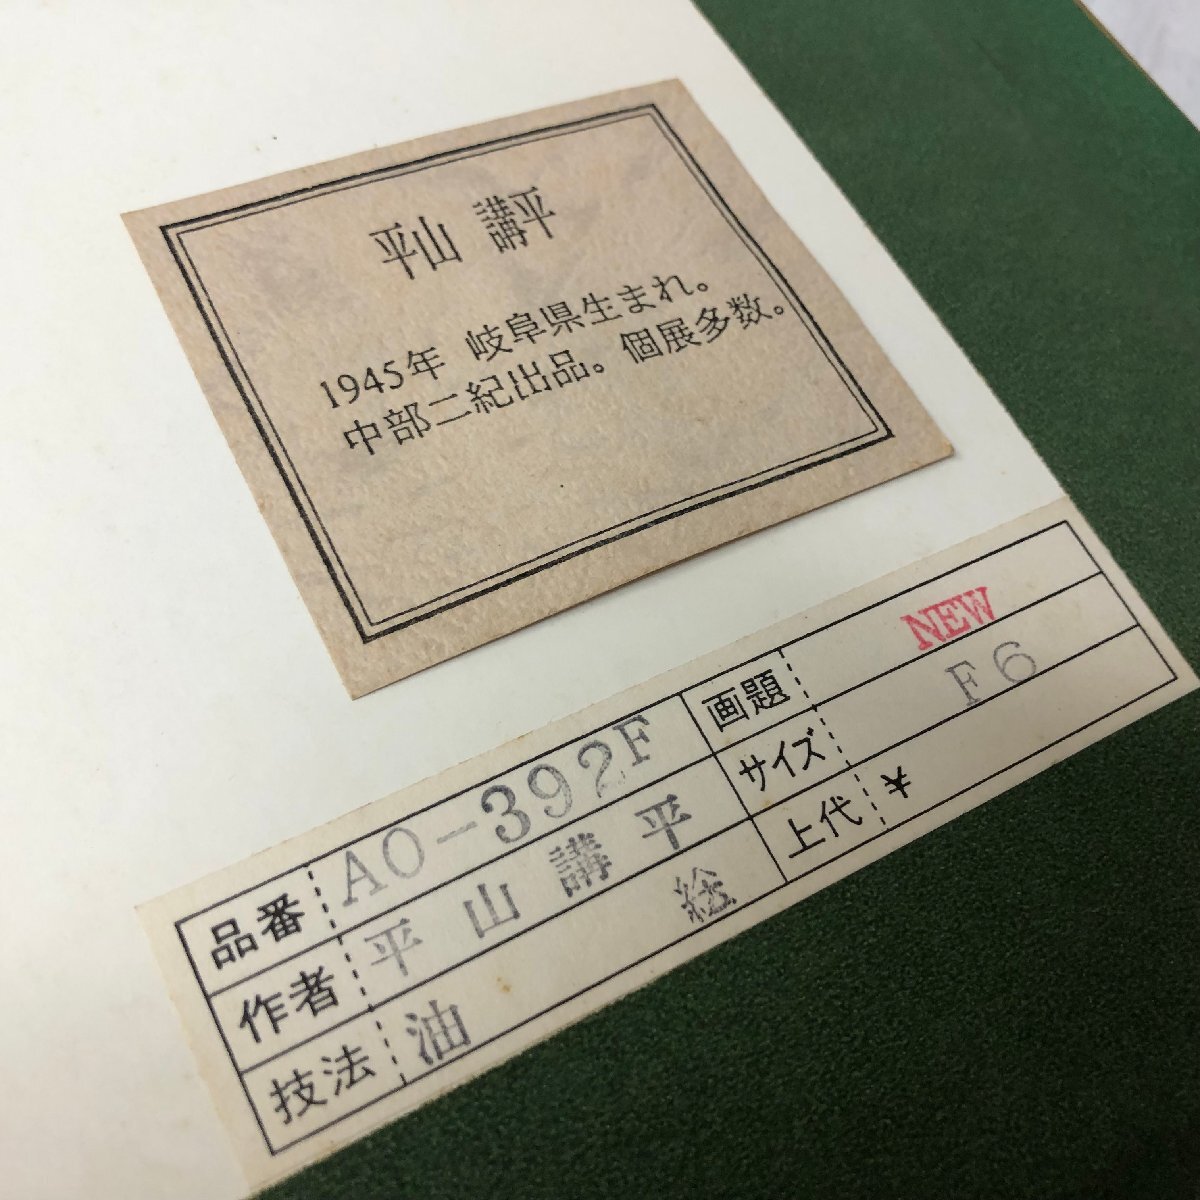 平山 講平
1945年 岐阜県生まれ。
中部二紀出品。個展多数。
品番 AO-392F
作者 平山講平
技法 油絵
画題 NEW
サイズ F6
上代 ¥